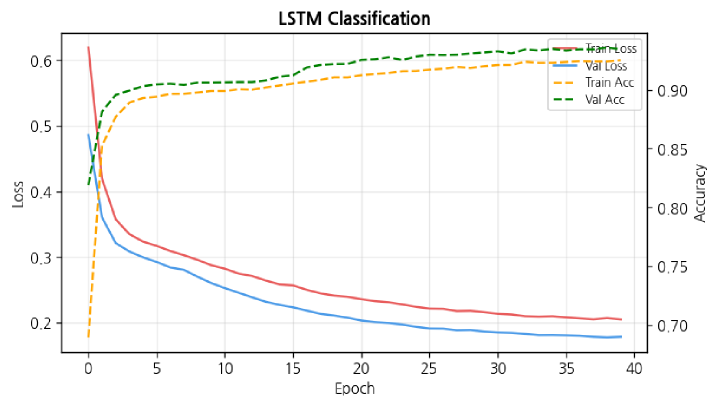 LSTM Classification
0.6
0.5
0.4
0.3
0.2
Loss
0.90
0.85
0.80
0.75
0.70
Accuracy
Train Loss
Val Loss
Train Acc
Val Acc
0 5 10 15 20 25 30 35 40
Epoch